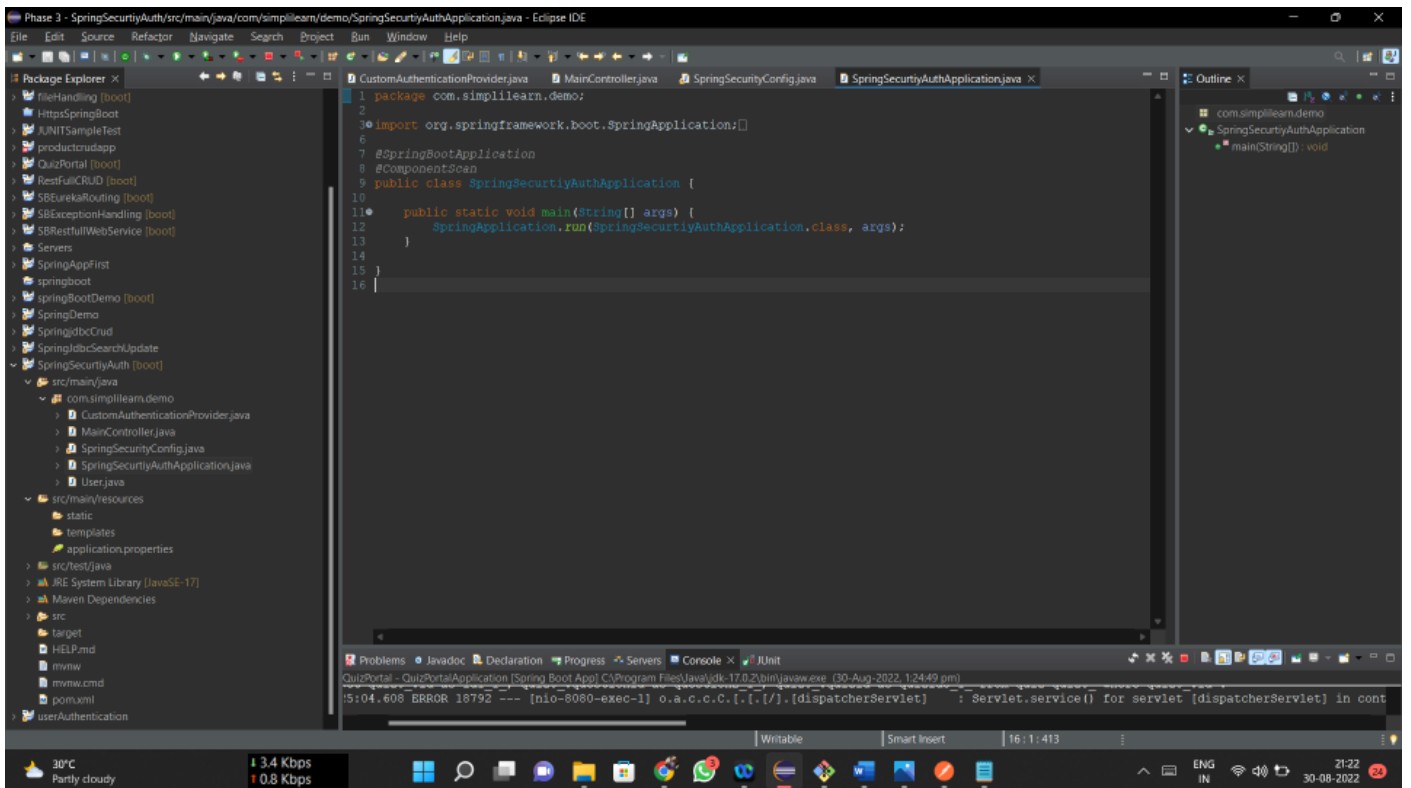 Phase 3 - SpringSecurtiyAuth/src/main/java/com/simplilearn/demo/SpringSecurtiyAuthApplication.java - Eclipse IDE
File Edit Source Refactor Navigate Search Project Run Window Help
Package Explorer
fileHandling [boot]
HttpsSpringBoot
JUNITSampleTest
productcrudapp
QuizPortal [boot]
RestFullCRUD [boot]
SBEurekaRouting [boot]
SBExceptionHandling [boot]
SBRestfullWebService [boot]
Servers
SpringAppFirst
springboot
springBootDemo [boot]
SpringDemo
SpringjdbcCrud
SpringJdbcSearchUpdate
SpringSecurtiyAuth [boot]
src/main/java
com.simplilearn.demo
CustomAuthenticationProvider.java
MainController.java
SpringSecurityConfig.java
SpringSecurtiyAuthApplication.java
User.java
src/main/resources
static
templates
application.properties
src/test/java
JRE System Library [JavaSE-17]
Maven Dependencies
src
target
HELP.md
mvnw
mvnw.cmd
pom.xml
userAuthentication
CustomAuthenticationProvider.java MainController.java SpringSecurityConfig.java SpringSecurtiyAuthApplication.java
1 package com.simplilearn.demo;
2
3 import org.springframework.boot.SpringApplication;
6
7 @SpringBootApplication
8 @ComponentScan
9 public class SpringSecurtiyAuthApplication {
10
11 public static void main(String[] args) {
12 SpringApplication.run(SpringSecurtiyAuthApplication.class, args);
13 }
14
15 }
16
Outline
com.simplilearn.demo
SpringSecurtiyAuthApplication
main(String[]) : void
Problems Javadoc Declaration Progress Servers Console JUnit
QuizPortal - QuizPortalApplication [Spring Boot App] C:\Program Files\Java\jdk-17.0.2\bin\javaw.exe (30-Aug-2022, 1:24:49 pm)
5:04.608 ERROR 18792 --- [nio-8080-exec-1] o.a.c.c.C.[.[.[/].[dispatcherServlet] : Servlet.service() for servlet [dispatcherServlet] in cont
Writable Smart Insert 16 : 1 : 413
30°C
Partly cloudy
3.4 Kbps
0.8 Kbps
3
ENG
IN
21:22
30-08-2022
24